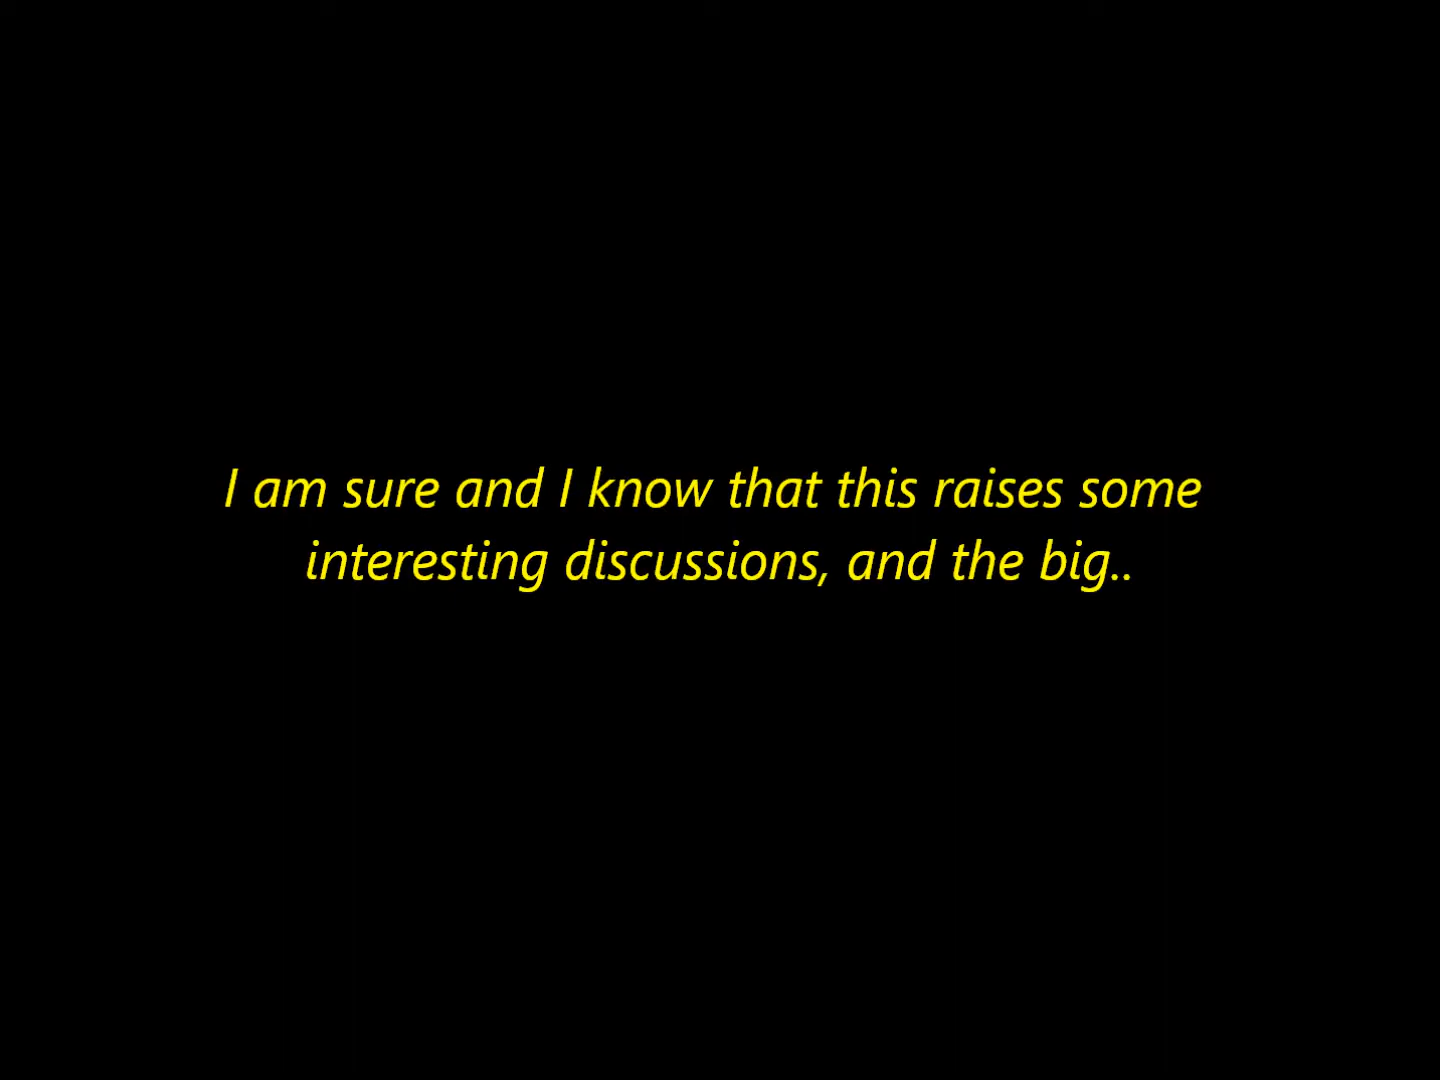 I am sure and I know that this raises some
interesting discussions, and the big..